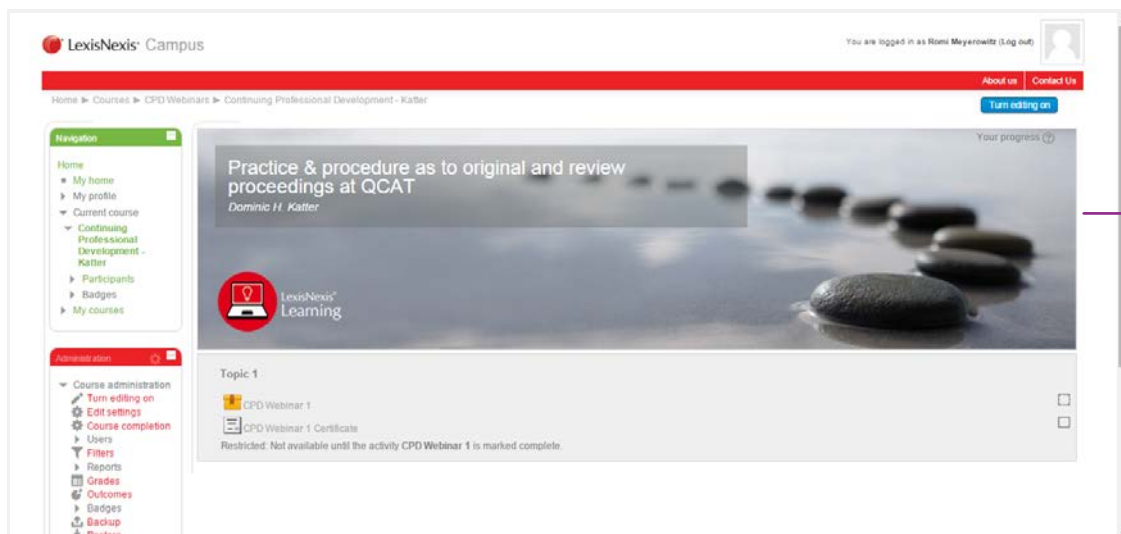 LexisNexis® Campus
You are logged in as Romi Meyerowitz (Log out)
About us
Contact Us
Home ► Courses ► CPD Webinars ► Continuing Professional Development - Katter
Turn editing on
Navigation
Home
My home
My profile
Current course
Continuing
Professional
Development -
Katter
Participants
Badges
My courses
Your progress
Practice & procedure as to original and review
proceedings at QCAT
Dominic H. Katter
LexisNexis®
Learning
Administration
Course administration
Turn editing on
Edit settings
Course completion
Users
Filters
Reports
Grades
Outcomes
Badges
Backup
Topic 1
CPD Webinar 1
CPD Webinar 1 Certificate
Restricted: Not available until the activity CPD Webinar 1 is marked complete.